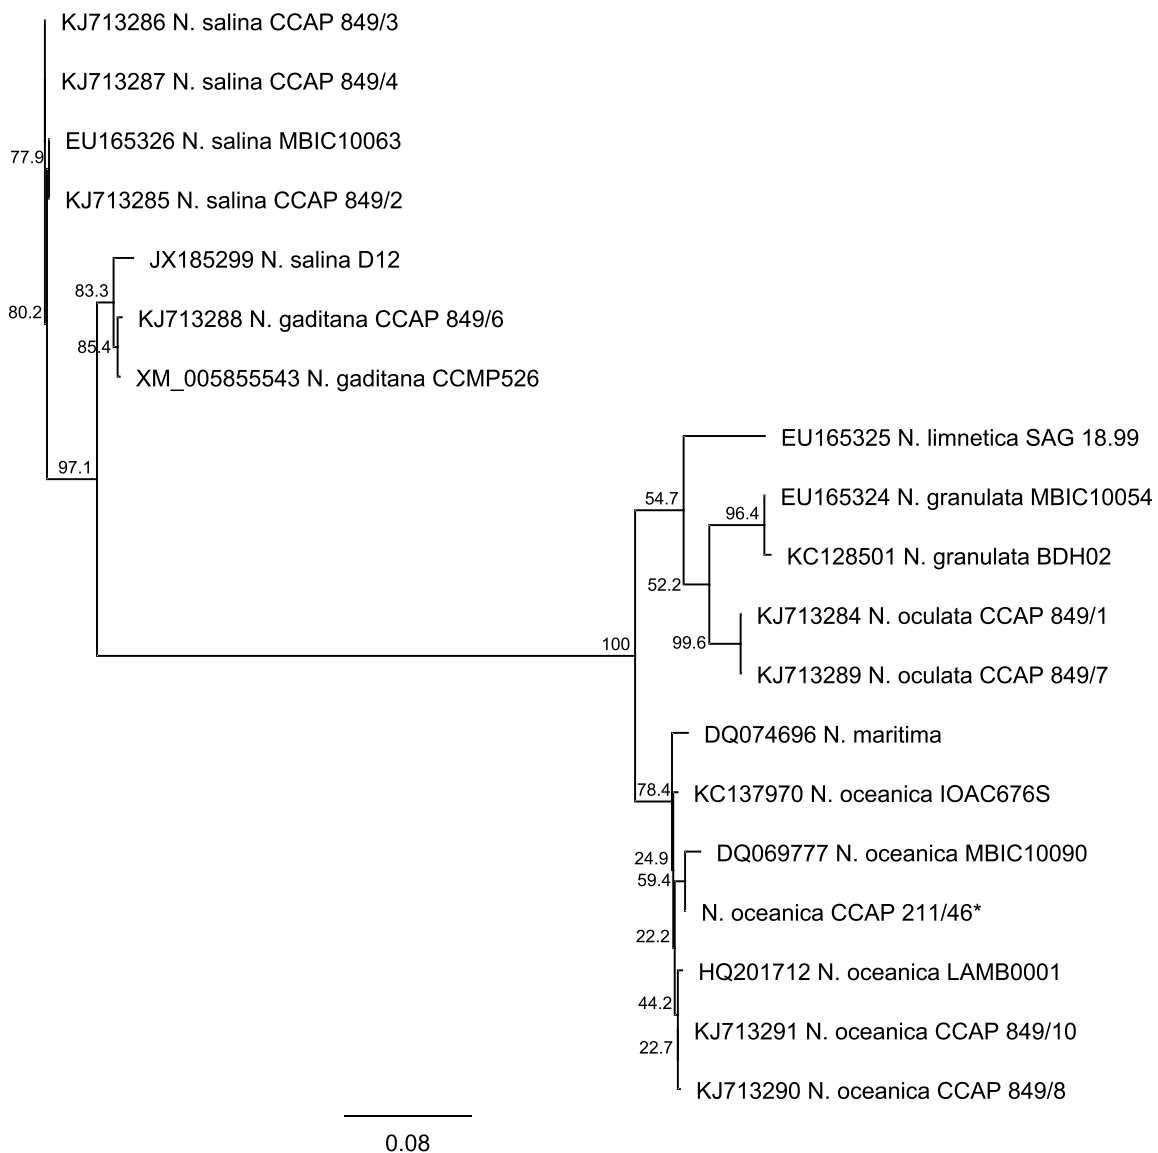 KJ713286 N. salina CCAP 849/3
KJ713287 N. salina CCAP 849/4
EU165326 N. salina MBIC10063
77.9
KJ713285 N. salina CCAP 849/2
JX185299 N. salina D12
83.3
80.2
KJ713288 N. gaditana CCAP 849/6
85.4
XM_005855543 N. gaditana CCMP526
EU165325 N. limnetica SAG 18.99
97.1
54.7
EU165324 N. granulata MBIC10054
96.4
KC128501 N. granulata BDH02
52.2
KJ713284 N. oculata CCAP 849/1
100
99.6
KJ713289 N. oculata CCAP 849/7
DQ074696 N. maritima
78.4
KC137970 N. oceanica IOAC676S
DQ069777 N. oceanica MBIC10090
24.9
59.4
N. oceanica CCAP 211/46*
22.2
HQ201712 N. oceanica LAMB0001
44.2
KJ713291 N. oceanica CCAP 849/10
22.7
KJ713290 N. oceanica CCAP 849/8
0.08